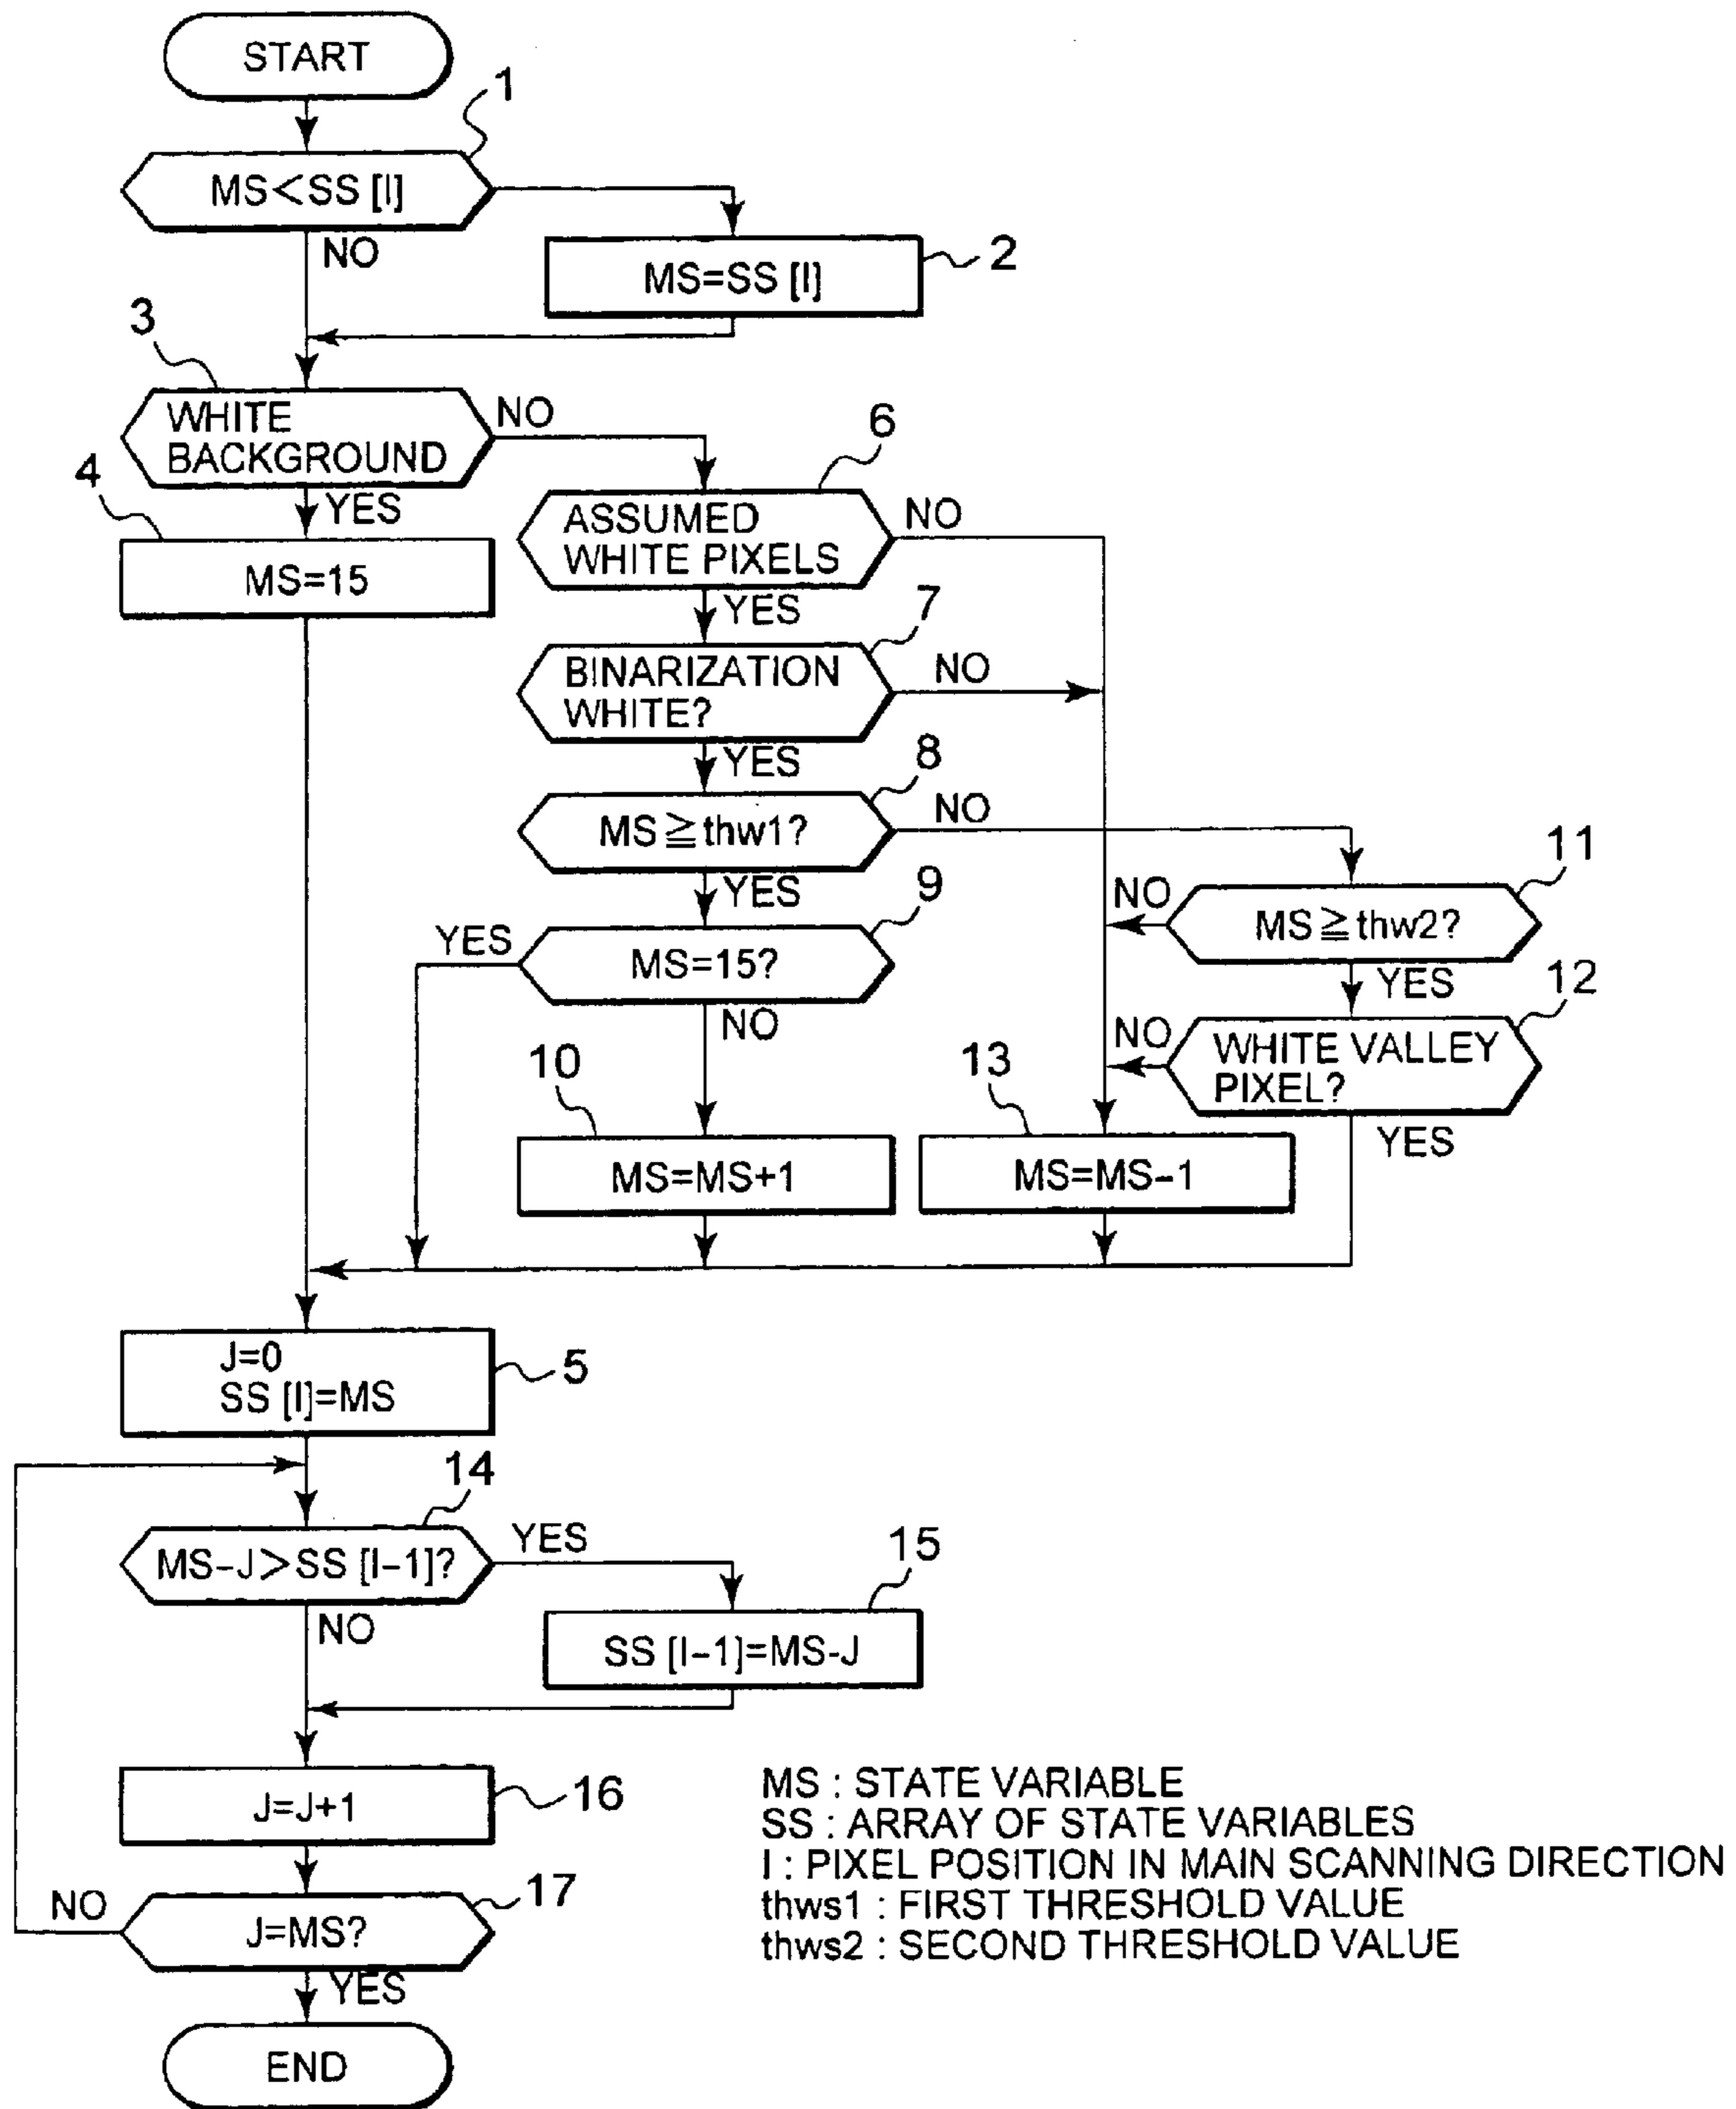 START
1
MS<SS [I]
NO
MS=SS [I]
2
3
WHITE
BACKGROUND
NO
YES
4
MS=15
6
ASSUMED
WHITE PIXELS
NO
YES
7
BINARIZATION
WHITE?
NO
YES
8
MS≧thw1?
NO
YES
9
YES
MS=15?
NO
11
NO
MS≧thw2?
YES
12
NO
WHITE VALLEY
PIXEL?
YES
10
MS=MS+1
13
MS=MS-1
J=0
SS [I]=MS
5
14
MS-J>SS [I-1]?
YES
NO
15
SS [I-1]=MS-J
J=J+1
16
17
NO
J=MS?
YES
END
MS : STATE VARIABLE
SS : ARRAY OF STATE VARIABLES
I : PIXEL POSITION IN MAIN SCANNING DIRECTION
thws1 : FIRST THRESHOLD VALUE
thws2 : SECOND THRESHOLD VALUE